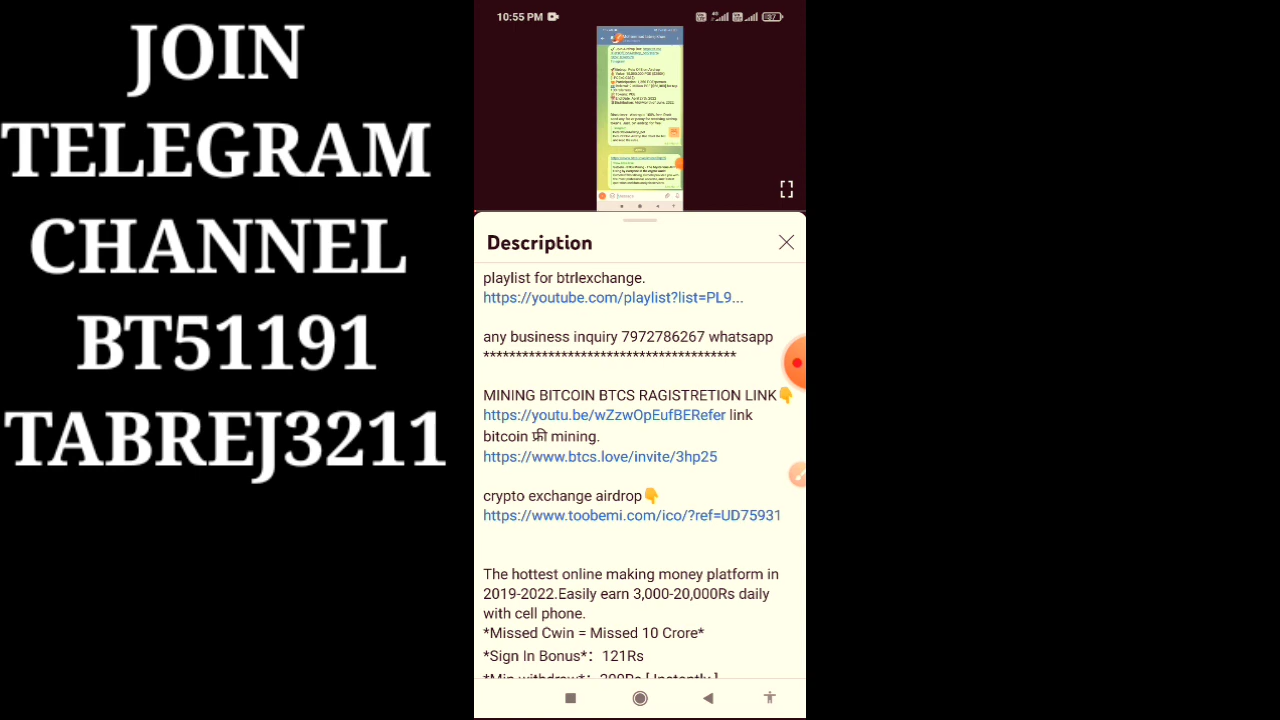 JOIN
TELEGRAM
CHANNEL
BT51191
TABREJ3211
10:55 PM
37
Description
playlist for btrlexchange.
https://youtube.com/playlist?list=PL9...
any business inquiry 7972786267 whatsapp
***************************************
MINING BITCOIN BTCS RAGISTRETION LINK👇
https://youtu.be/wZzwOpEufBERefer link
bitcoin फ्री mining.
https://www.btcs.love/invite/3hp25
crypto exchange airdrop👇
https://www.toobemi.com/ico/?ref=UD75931
The hottest online making money platform in
2019-2022.Easily earn 3,000-20,000Rs daily
with cell phone.
*Missed Cwin = Missed 10 Crore*
*Sign In Bonus*：121Rs